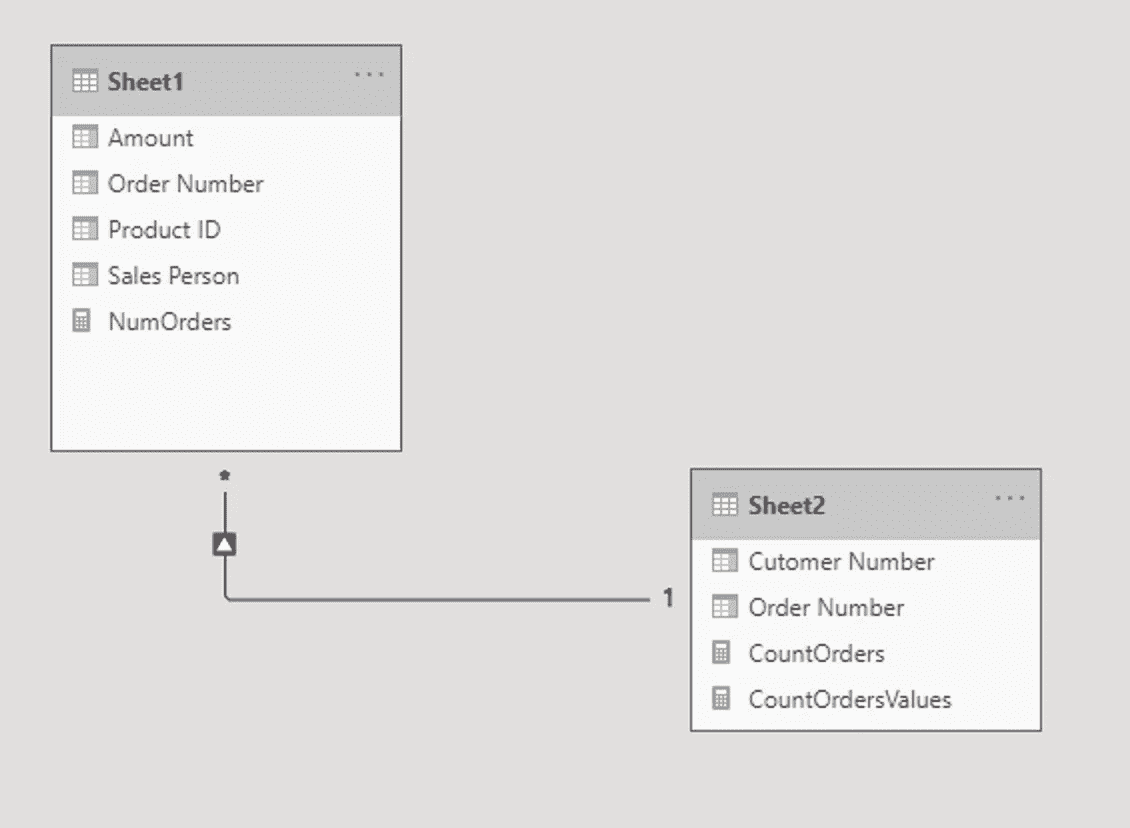 Sheet1
Amount
Order Number
Product ID
Sales Person
NumOrders
*
1
Sheet2
Cutomer Number
Order Number
CountOrders
CountOrdersValues